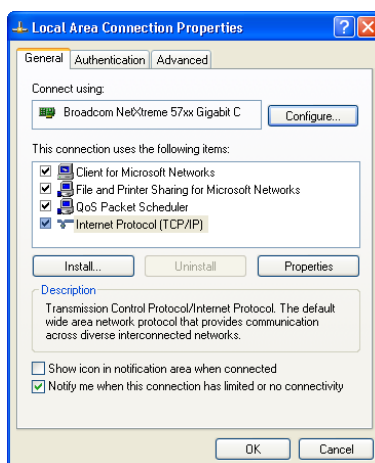 Local Area Connection Properties
General Authentication Advanced
Connect using:
Broadcom NetXtreme 57xx Gigabit C
Configure...
This connection uses the following items:
Client for Microsoft Networks
File and Printer Sharing for Microsoft Networks
QoS Packet Scheduler
Internet Protocol (TCP/IP)
Install... Uninstall Properties
Description
Transmission Control Protocol/Internet Protocol. The default
wide area network protocol that provides communication
across diverse interconnected networks.
Show icon in notification area when connected
Notify me when this connection has limited or no connectivity
OK Cancel